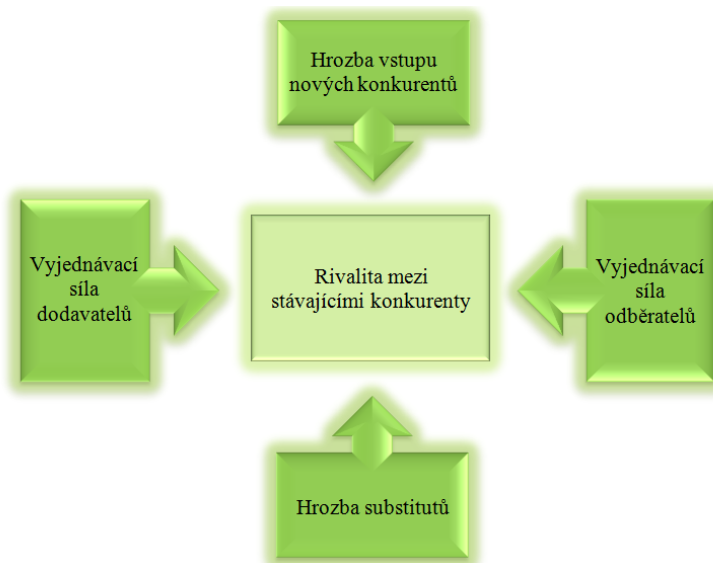 Hrozba vstupu
nových konkurentů
Vyjednávací
síla
dodavatelů
Rivalita mezi
stávajícími konkurenty
Vyjednávací
síla
odběratelů
Hrozba substitutů